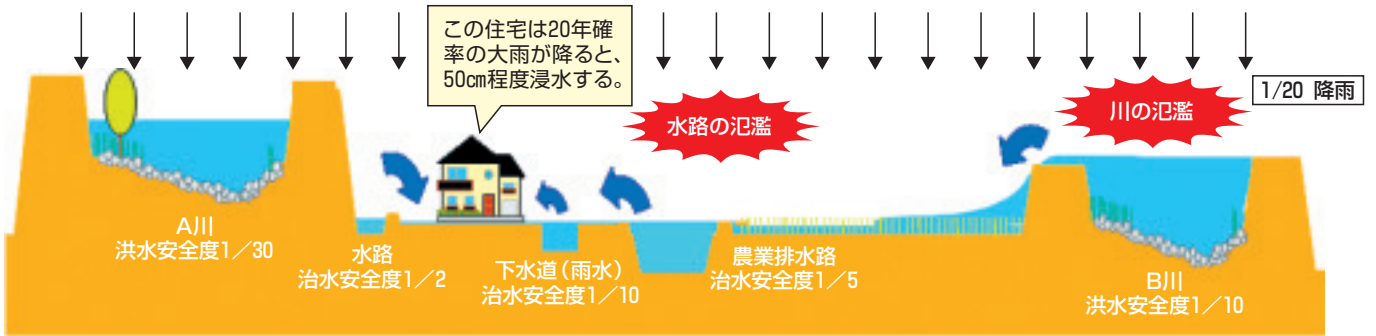 この住宅は20年確
率の大雨が降ると、
50cm程度浸水する。
水路の氾濫
川の氾濫
1/20 降雨
A川
洪水安全度1/30
水路
治水安全度1/2
下水道(雨水)
治水安全度1/10
農業排水路
治水安全度1/5
B川
洪水安全度1/10